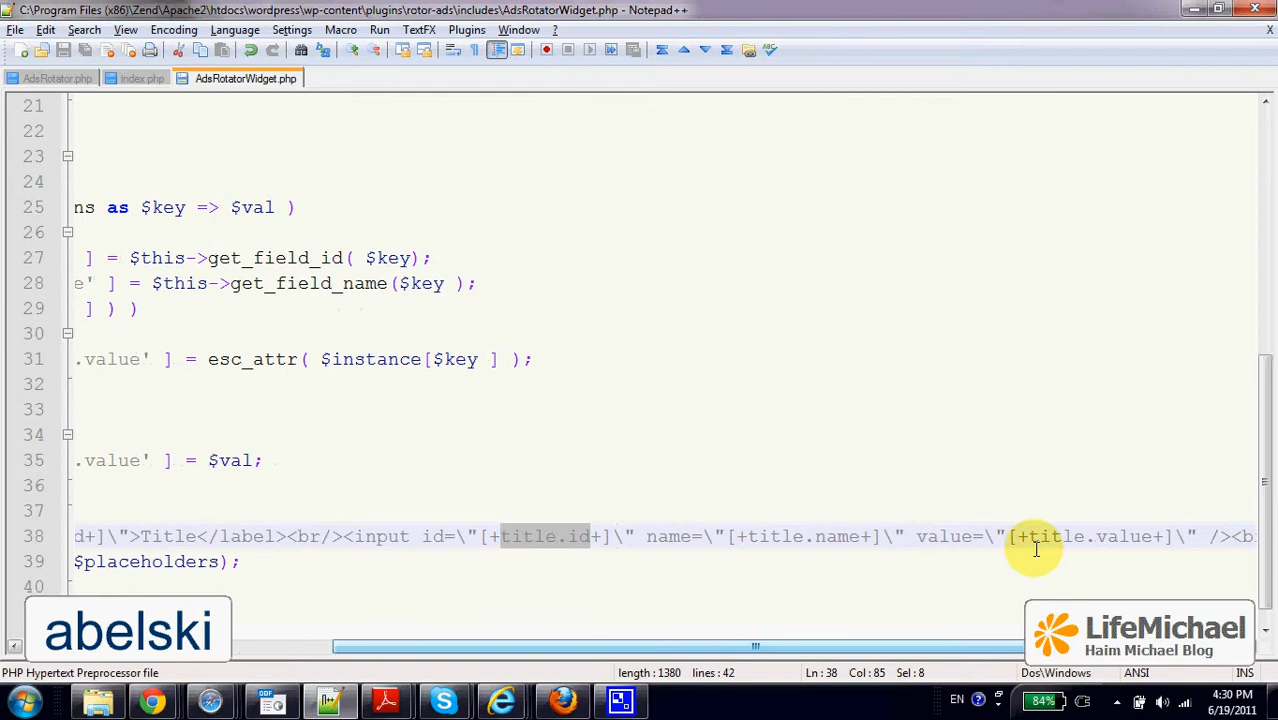 C:\Program Files (x86)\Zend\Apache2\htdocs\wordpress\wp-content\plugins\rotor-ads\includes\AdsRotatorWidget.php - Notepad++
File Edit Search View Encoding Language Settings Macro Run TextFX Plugins Window ? X
AdsRotator.php index.php AdsRotatorWidget.php
21
22
23
24
25 ns as $key => $val )
26
27 ] = $this->get_field_id( $key);
28 e' ] = $this->get_field_name($key );
29 ] ) )
30
31 .value' ] = esc_attr( $instance[$key ] );
32
33
34
35 .value' ] = $val;
36
37
38 d+]\">Title</label><br/><input id=\"[+title.id+]\" name=\"[+title.name+]\" value=\"[+title.value+]\" /><b
39 $placeholders);
40
abelski
LifeMichael
Haim Michael Blog
PHP Hypertext Preprocessor file length : 1380 lines : 42 Ln : 38 Col : 85 Sel : 8 Dos\Windows ANSI INS
EN 84% 4:30 PM
6/19/2011